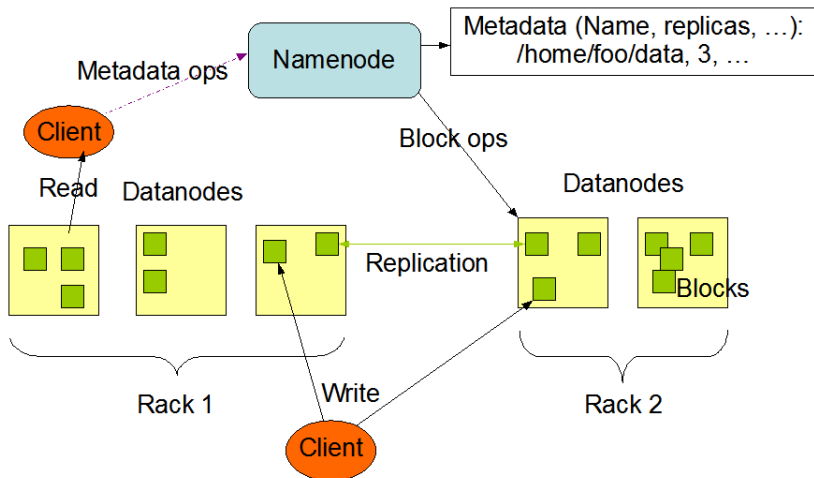 Metadata (Name, replicas, …):
/home/foo/data, 3, …
Namenode
Metadata ops
Client
Block ops
Read
Datanodes
Datanodes
Replication
Blocks
Rack 1
Write
Rack 2
Client